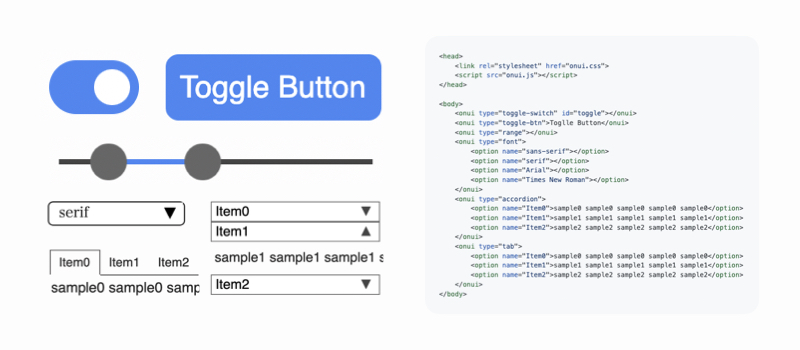 Toggle Button
serif
Item0
Item1
sample1 sample1 sample1 s
Item2
Item0 Item1 Item2
sample0 sample0 samp
<head>
<link rel="stylesheet" href="onui.css">
<script src="onui.js"></script>
</head>
<body>
<onui type="toggle-switch" id="toggle"></onui>
<onui type="toggle-btn">Toglle Button</onui>
<onui type="range"></onui>
<onui type="font">
<option name="sans-serif"></option>
<option name="serif"></option>
<option name="Arial"></option>
<option name="Times New Roman"></option>
</onui>
<onui type="accordion">
<option name="Item0">sample0 sample0 sample0 sample0 sample0</option>
<option name="Item1">sample1 sample1 sample1 sample1 sample1</option>
<option name="Item2">sample2 sample2 sample2 sample2 sample2</option>
</onui>
<onui type="tab">
<option name="Item0">sample0 sample0 sample0 sample0 sample0</option>
<option name="Item1">sample1 sample1 sample1 sample1 sample1</option>
<option name="Item2">sample2 sample2 sample2 sample2 sample2</option>
</onui>
</body>